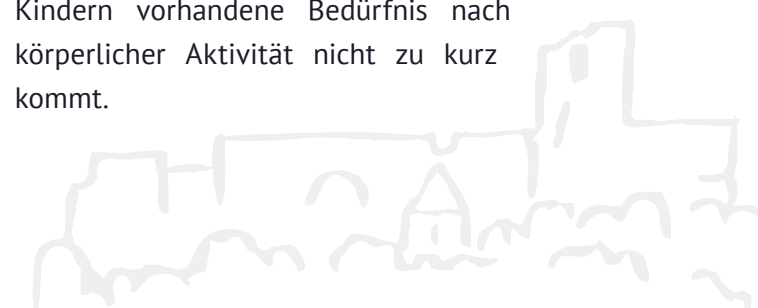 Kindern vorhandene Bedürfnis nach
körperlicher Aktivität nicht zu kurz
kommt.